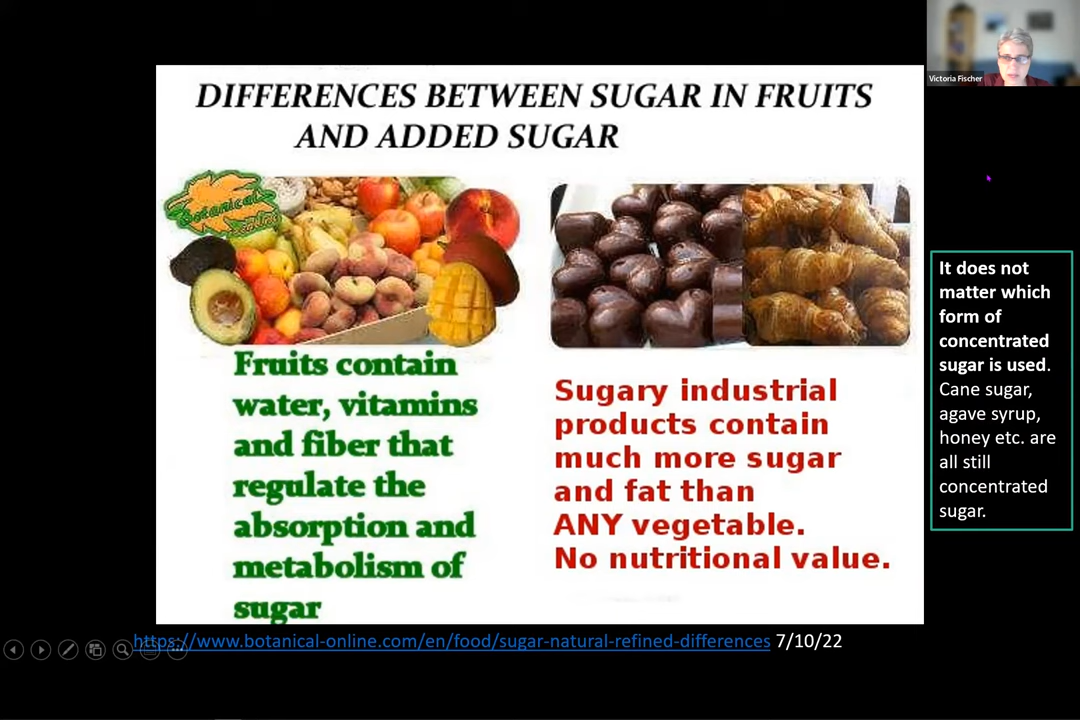 DIFFERENCES BETWEEN SUGAR IN FRUITS
AND ADDED SUGAR
Botanical
online
Fruits contain
water, vitamins
and fiber that
regulate the
absorption and
metabolism of
sugar
Sugary industrial
products contain
much more sugar
and fat than
ANY vegetable.
No nutritional value.
https://www.botanical-online.com/en/food/sugar-natural-refined-differences 7/10/22
Victoria Fischer
It does not
matter which
form of
concentrated
sugar is used.
Cane sugar,
agave syrup,
honey etc. are
all still
concentrated
sugar.